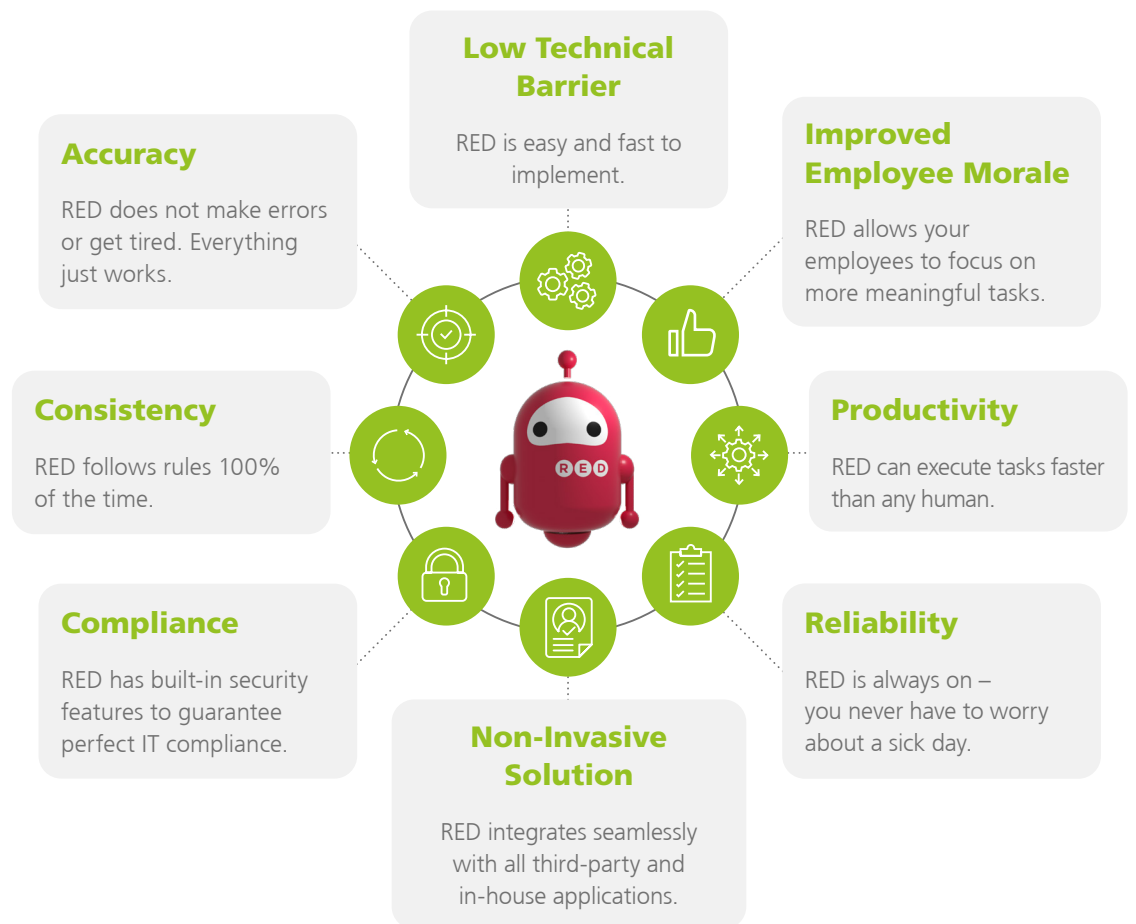 Low Technical
Barrier
RED is easy and fast to
implement.
Improved
Employee Morale
RED allows your
employees to focus on
more meaningful tasks.
Productivity
RED can execute tasks faster
than any human.
Reliability
RED is always on –
you never have to worry
about a sick day.
Non-Invasive
Solution
RED integrates seamlessly
with all third-party and
in-house applications.
Compliance
RED has built-in security
features to guarantee
perfect IT compliance.
Consistency
RED follows rules 100%
of the time.
Accuracy
RED does not make errors
or get tired. Everything
just works.
RED